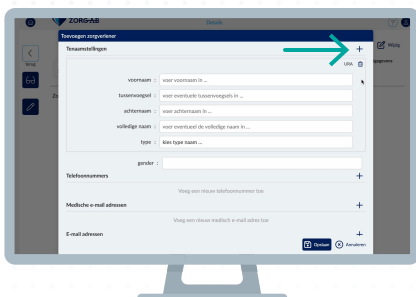 ZORG-AB
Details
Toevoegen zorgverlener
Tenaamstellingen
Wijzig
terug
URA
voornaam : voer voornaam in ...
tussenvoegsel : voer eventuele tussenvoegsels in ...
achternaam : voer achternaam in ...
volledige naam : voer eventueel de volledige naam in ...
type : kies type naam ...
gender :
Telefoonnummers
Voeg een nieuw telefoonnummer toe
Medische e-mail adressen
Voeg een nieuw medisch e-mail adres toe
E-mail adressen
Opslaan
Annuleren